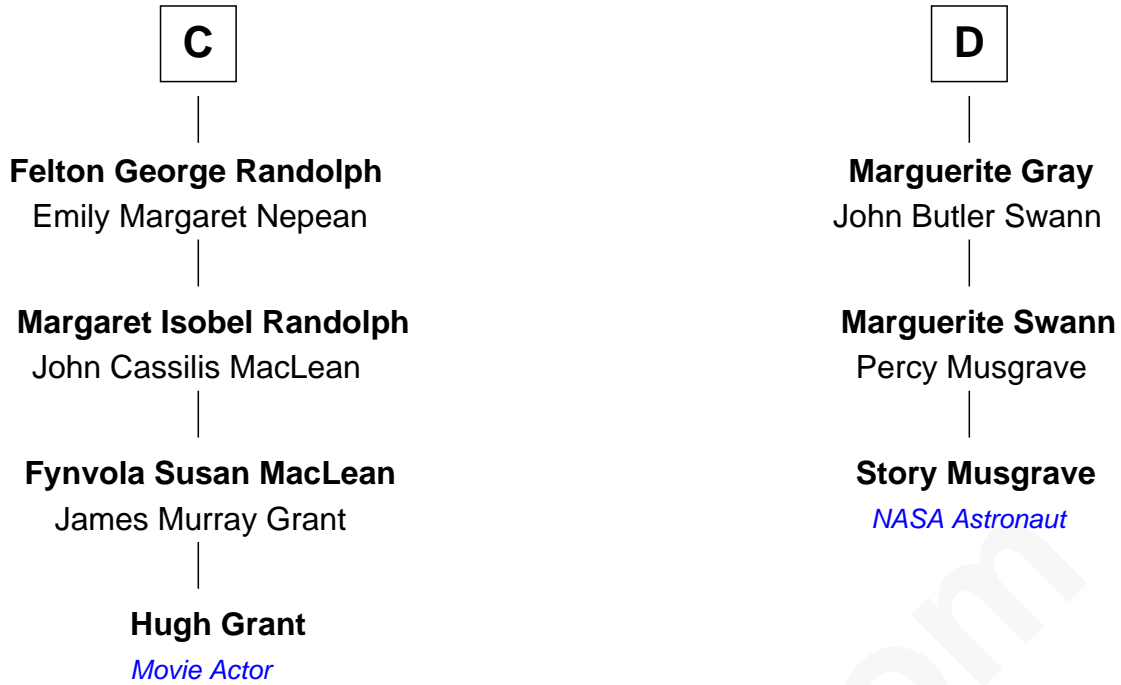 C
Felton George Randolph
Emily Margaret Nepean
Margaret Isobel Randolph
John Cassilis MacLean
Fynvola Susan MacLean
James Murray Grant
Hugh Grant
Movie Actor
D
Marguerite Gray
John Butler Swann
Marguerite Swann
Percy Musgrave
Story Musgrave
NASA Astronaut
om